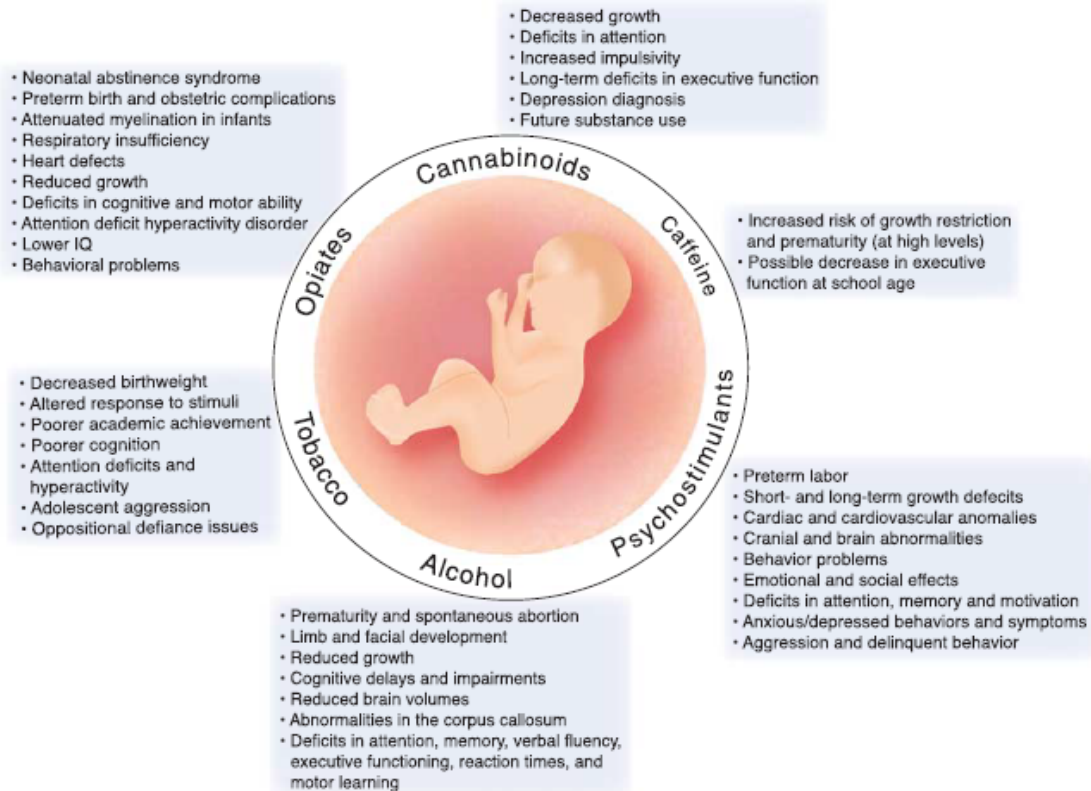 • Decreased growth
• Deficits in attention
• Increased impulsivity
• Long-term deficits in executive function
• Depression diagnosis
• Future substance use
• Neonatal abstinence syndrome
• Preterm birth and obstetric complications
• Attenuated myelination in infants
• Respiratory insufficiency
• Heart defects
• Reduced growth
• Deficits in cognitive and motor ability
• Attention deficit hyperactivity disorder
• Lower IQ
• Behavioral problems
Cannabinoids
Opiates
Caffeine
• Increased risk of growth restriction
and prematurity (at high levels)
• Possible decrease in executive
function at school age
• Decreased birthweight
• Altered response to stimuli
• Poorer academic achievement
• Poorer cognition
• Attention deficits and
hyperactivity
• Adolescent aggression
• Oppositional defiance issues
Tobacco
Alcohol
Psychostimulants
• Preterm labor
• Short- and long-term growth defects
• Cardiac and cardiovascular anomalies
• Cranial and brain abnormalities
• Behavior problems
• Emotional and social effects
• Deficits in attention, memory and motivation
• Anxious/depressed behaviors and symptoms
• Aggression and delinquent behavior
• Prematurity and spontaneous abortion
• Limb and facial development
• Reduced growth
• Cognitive delays and impairments
• Reduced brain volumes
• Abnormalities in the corpus callosum
• Deficits in attention, memory, verbal fluency,
executive functioning, reaction times, and
motor learning